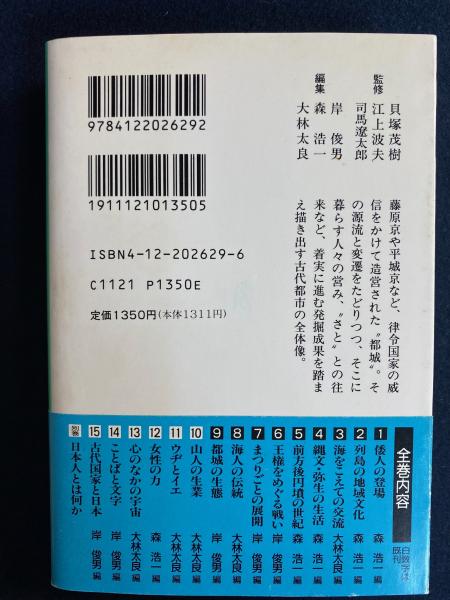 貝塚茂樹
監修 江上波夫
司馬遼太郎
岸 俊男
編集 森 浩一
大林太良
藤原京や平城京など、律令国家の威
信をかけて造営された〝都城〟。そ
の源流と変遷をたどりつつ、そこに
暮らす人々の営み、〝さと〟との往
来など、着実に進む発掘成果を踏ま
え描き出す古代都市の全体像。
9784122026292
1911121013505
ISBN4-12-202629-6
C1121 P1350E
定価1350円(本体1311円)
全巻内容
白数字は既刊
1 倭人の登場 森 浩一編
2 列島の地域文化 森 浩一編
3 海をこえての交流 大林太良編
4 縄文・弥生の生活 森 浩一編
5 前方後円墳の世紀 森 浩一編
6 王権をめぐる戦い 岸 俊男編
7 まつりごとの展開 岸 俊男編
8 海人の伝統 大林太良編
9 都城の生態 岸 俊男編
10 山人の生業 大林太良編
11 ウヂとイエ 大林太良編
12 女性の力 森 浩一編
13 心のなかの宇宙 大林太良編
14 ことばと文字 岸 俊男編
15 古代国家と日本 岸 俊男編
別巻 日本人とは何か